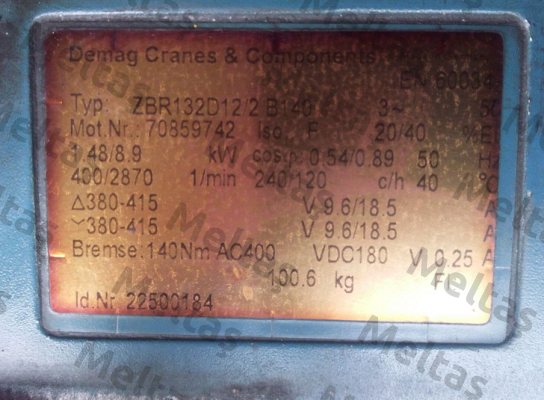 Demag Cranes & Components
EN 60034
Typ: ZBR132D12/2 B140 3~
Mot.Nr.: 70859742 Iso. F 20/40 %E
1.48/8.9 kW cosφ: 0.54/0.89 50 Hz
400/2870 1/min 240/120 c/h 40 °C
Δ380-415 V 9.6/18.5 A
380-415 V 9.6/18.5 A
Bremse:140Nm AC400 VDC180 V 0.25 A
100.6 kg
Id.Nr. 22500184
Meltaş